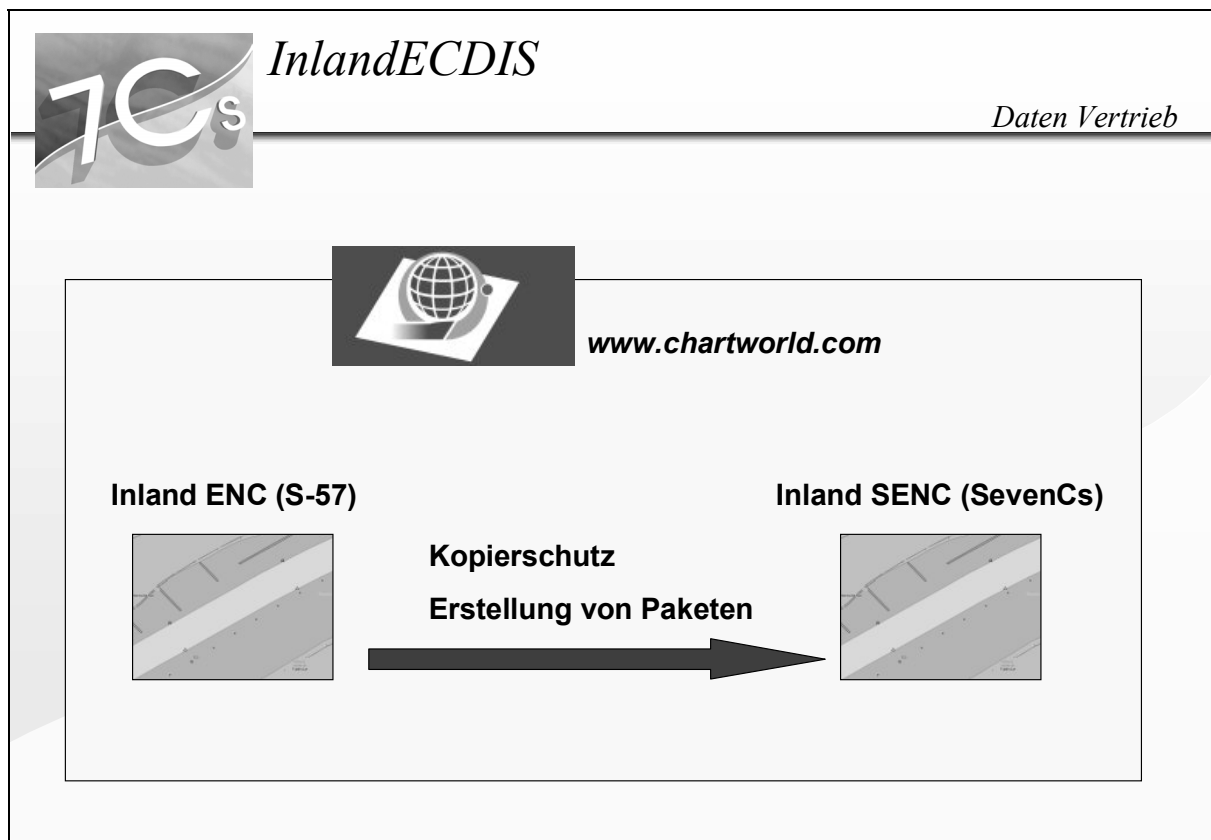 7Cs
InlandECDIS
Daten Vertrieb
www.chartworld.com
Inland ENC (S-57)
Inland SENC (SevenCs)
Kopierschutz
Erstellung von Paketen